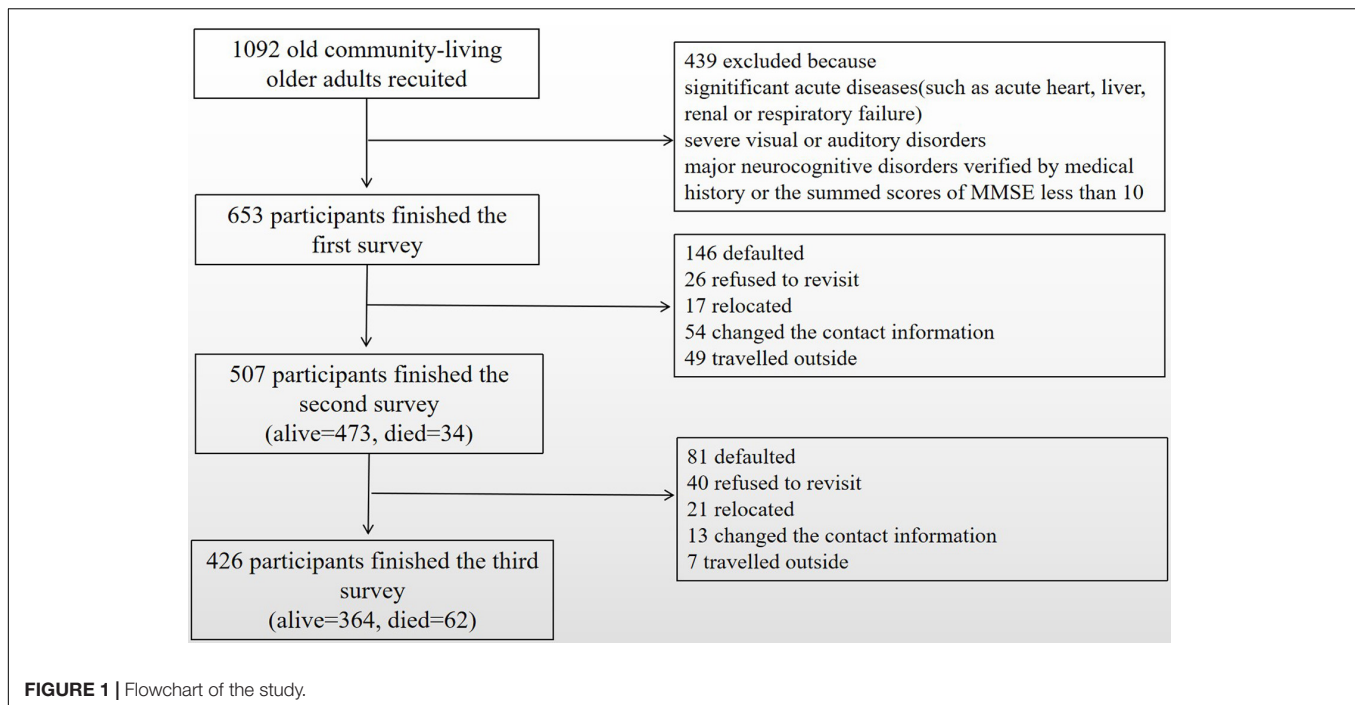 1092 old community-living
older adults recuited
439 excluded because
signitificant acute diseases(such as acute heart, liver,
renal or respiratory failure)
severe visual or auditory disorders
major neurocognitive disorders verified by medical
history or the summed scores of MMSE less than 10
653 participants finished the
first survey
146 defaulted
26 refused to revisit
17 relocated
54 changed the contact information
49 travelled outside
507 participants finished the
second survey
(alive=473, died=34)
81 defaulted
40 refused to revisit
21 relocated
13 changed the contact information
7 travelled outside
426 participants finished the third
survey
(alive=364, died=62)
FIGURE 1 | Flowchart of the study.